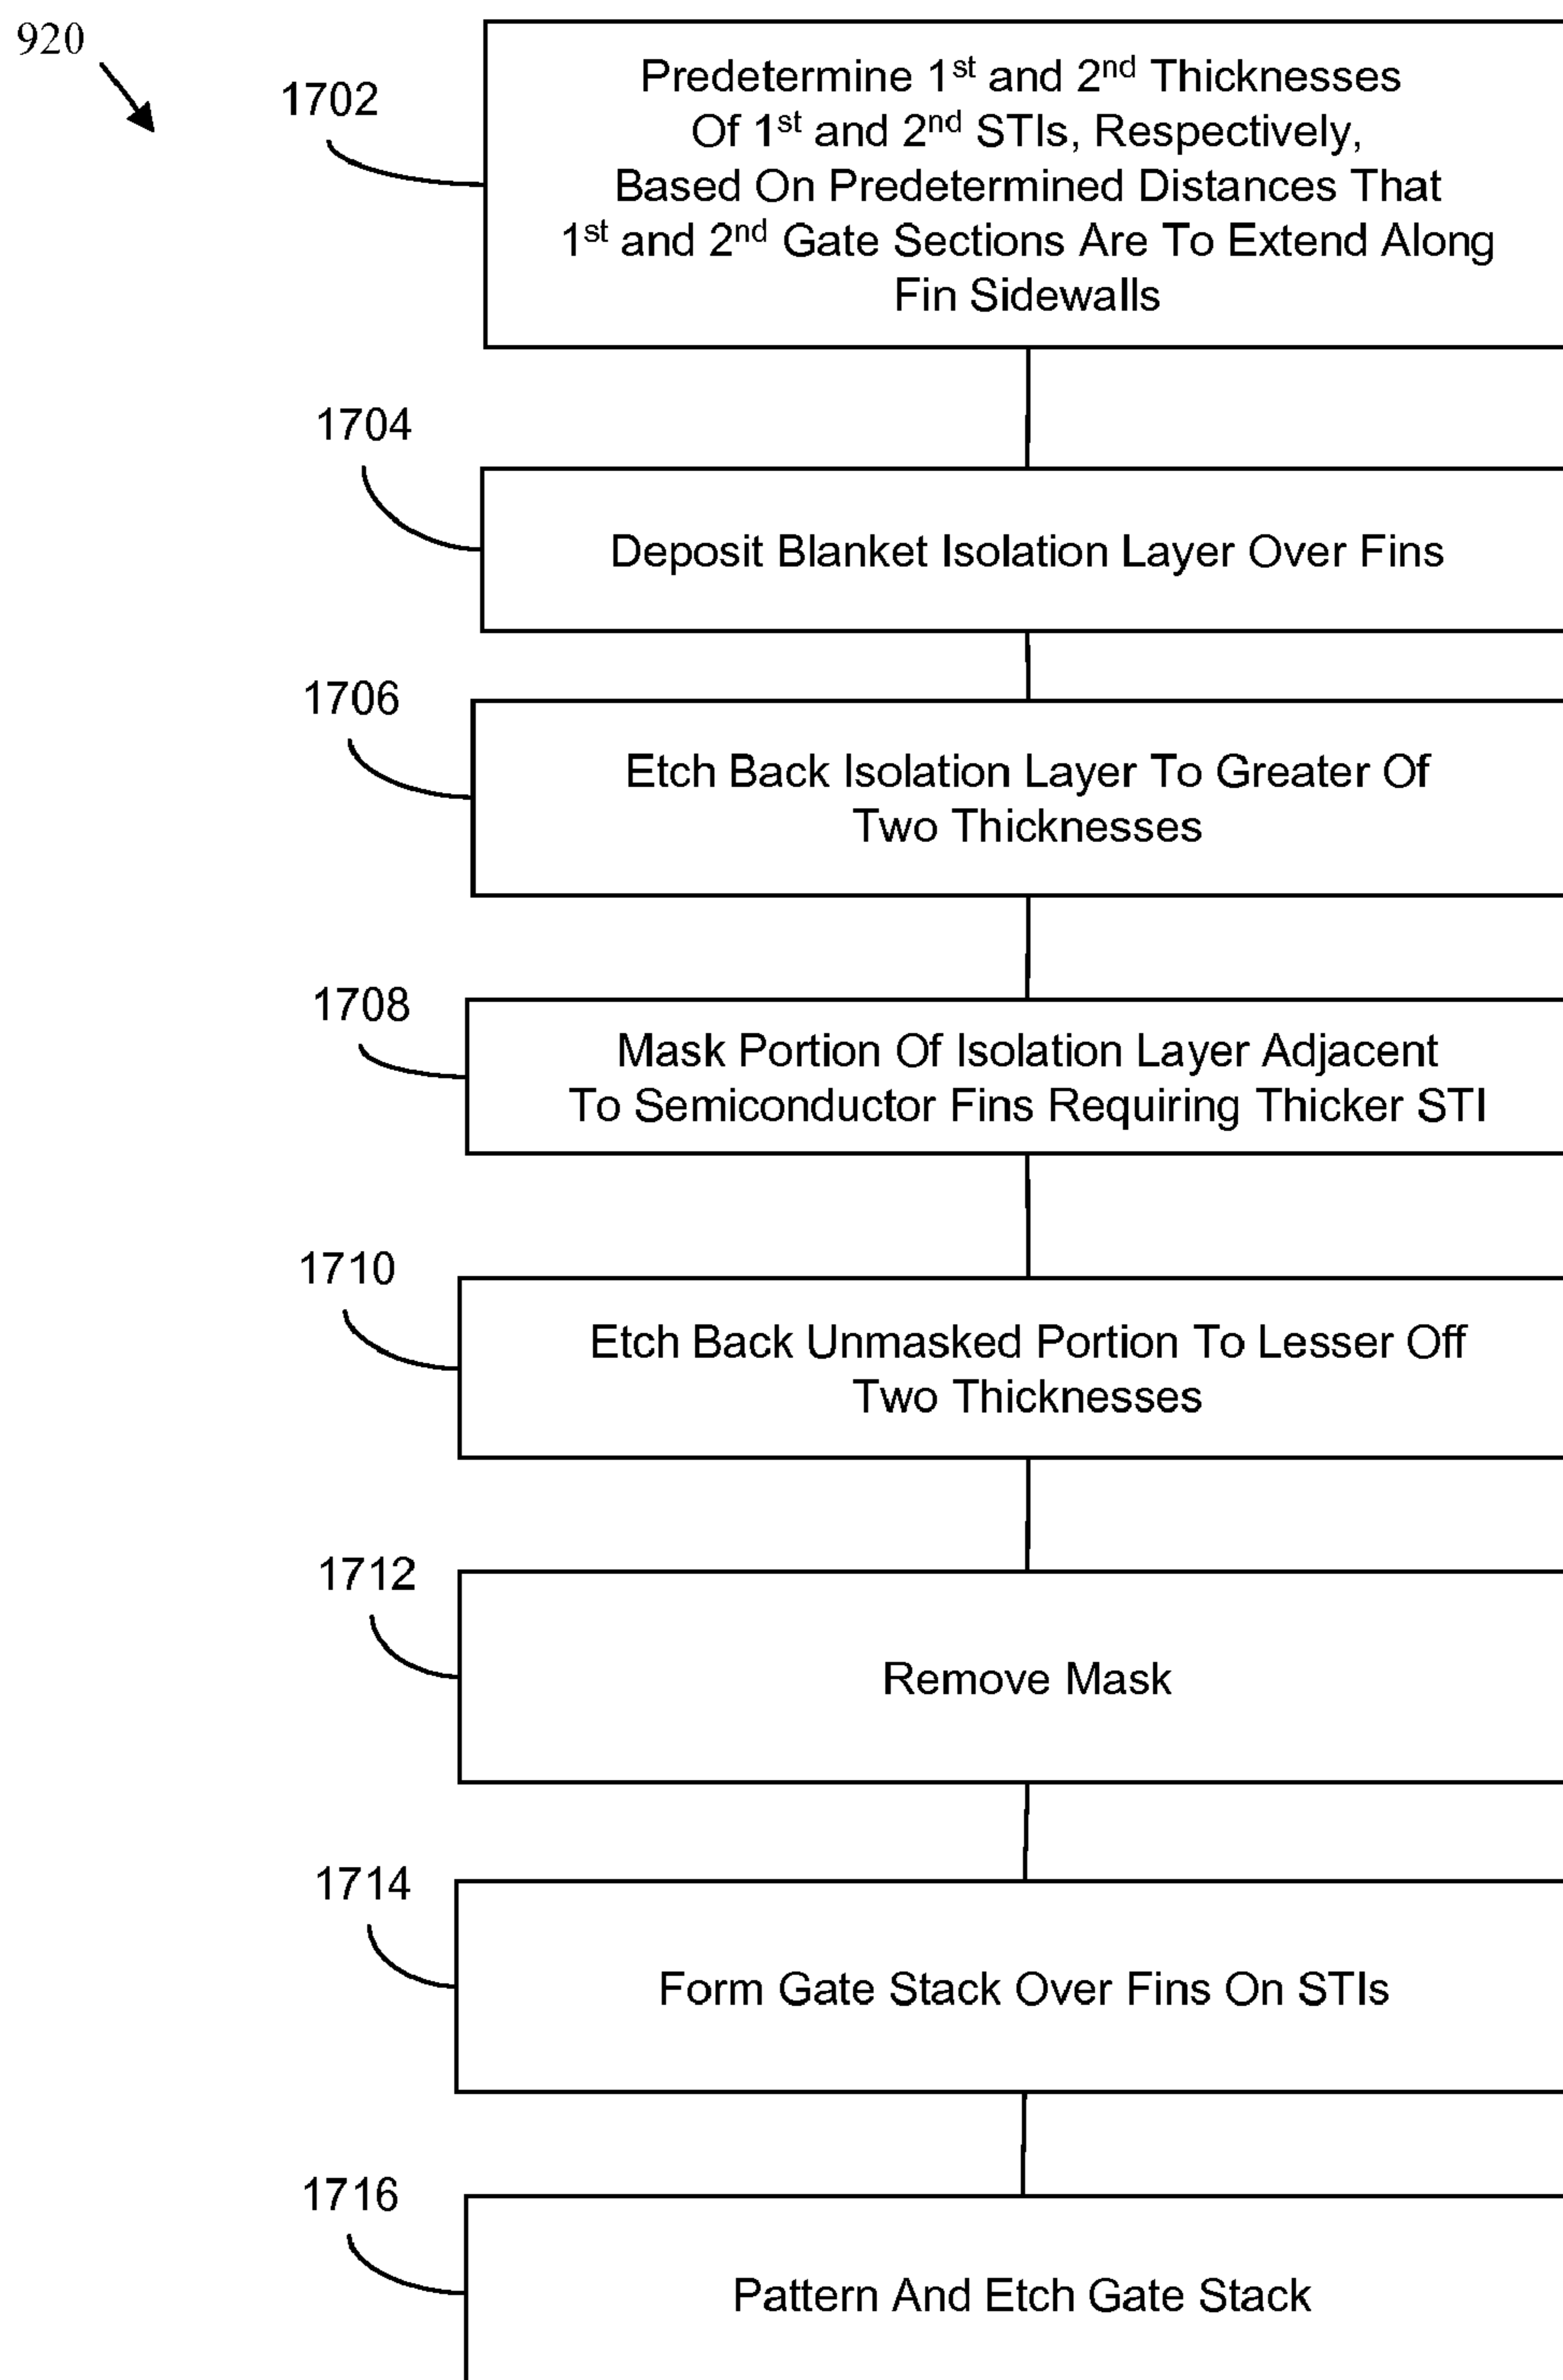 920
1702
Predetermine 1st and 2nd Thicknesses
Of 1st and 2nd STIs, Respectively,
Based On Predetermined Distances That
1st and 2nd Gate Sections Are To Extend Along
Fin Sidewalls
1704
Deposit Blanket Isolation Layer Over Fins
1706
Etch Back Isolation Layer To Greater Of
Two Thicknesses
1708
Mask Portion Of Isolation Layer Adjacent
To Semiconductor Fins Requiring Thicker STI
1710
Etch Back Unmasked Portion To Lesser Off
Two Thicknesses
1712
Remove Mask
1714
Form Gate Stack Over Fins On STIs
1716
Pattern And Etch Gate Stack